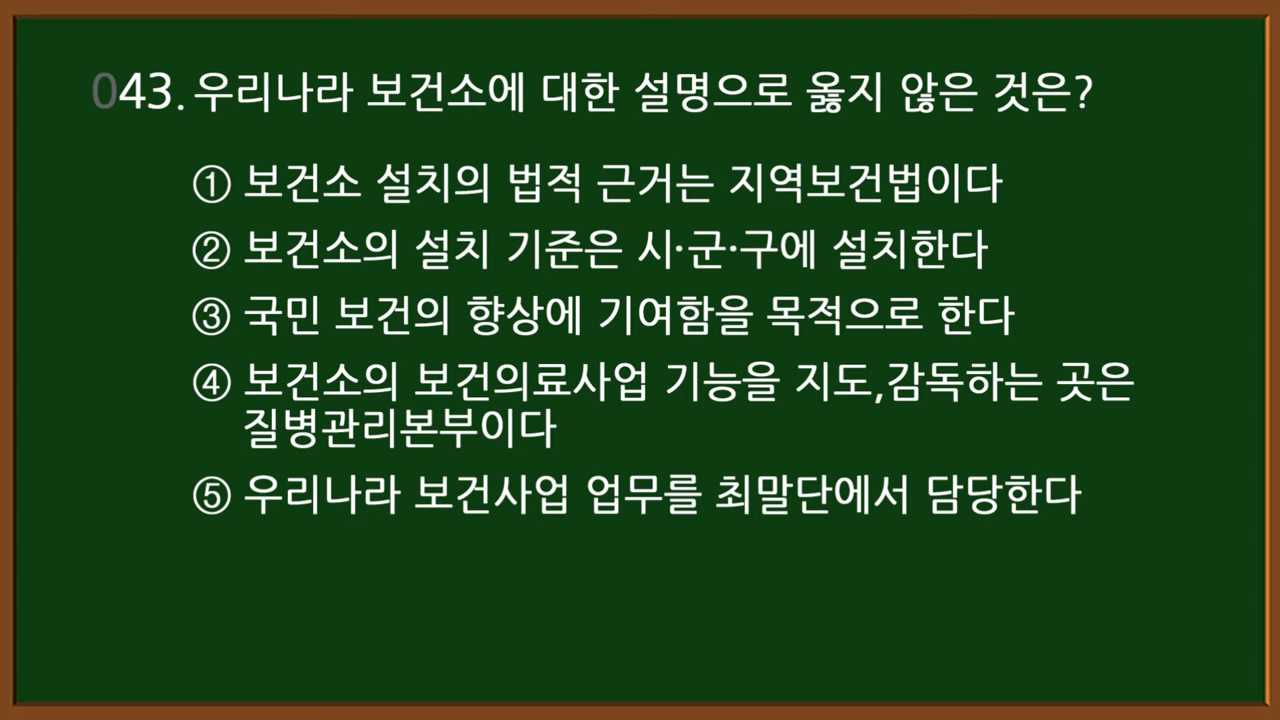 043. 우리나라 보건소에 대한 설명으로 옳지 않은 것은?
① 보건소 설치의 법적 근거는 지역보건법이다
② 보건소의 설치 기준은 시·군·구에 설치한다
③ 국민 보건의 향상에 기여함을 목적으로 한다
④ 보건소의 보건의료사업 기능을 지도,감독하는 곳은
질병관리본부이다
⑤ 우리나라 보건사업 업무를 최말단에서 담당한다